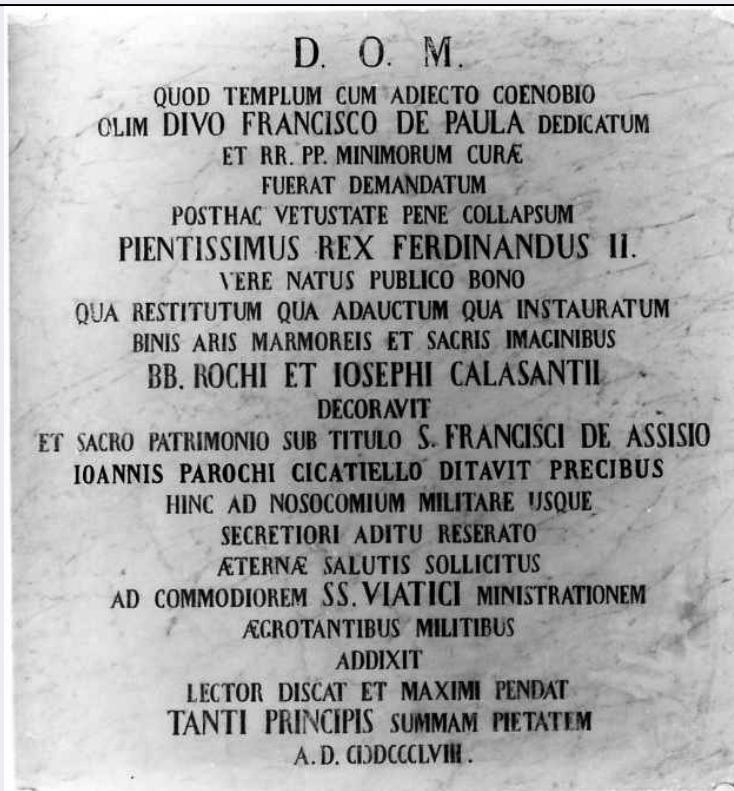 D. O. M.
QUOD TEMPLUM CUM ADIECTO COENOBIO
OLIM DIVO FRANCISCO DE PAULA DEDICATUM
ET RR. PP. MINIMORUM CURÆ
FUERAT DEMANDATUM
POSTHAC VETUSTATE PENE COLLAPSUM
PIENTISSIMUS REX FERDINANDUS II.
VERE NATUS PUBLICO BONO
QUA RESTITUTUM QUA ADAUCTUM QUA INSTAURATUM
BINIS ARIS MARMOREIS ET SACRIS IMAGINIBUS
BB. ROCHI ET IOSEPHI CALASANTII
DECORAVIT
ET SACRO PATRIMONIO SUB TITULO S. FRANCISCI DE ASSISIO
IOANNIS PAROCHI CICATIELLO DITAVIT PRECIBUS
HINC AD NOSOCOMIUM MILITARE USQUE
SECRETIORI ADITU RESERATO
ÆTERNÆ SALUTIS SOLLICITUS
AD COMMODIOREM SS. VIATICI MINISTRATIONEM
ÆGROTANTIBUS MILITIBUS
ADDIXIT
LECTOR DISCAT ET MAXIMI PENDAT
TANTI PRINCIPIS SUMMAM PIETATEM
A. D. CIↃDCCCLVIII.